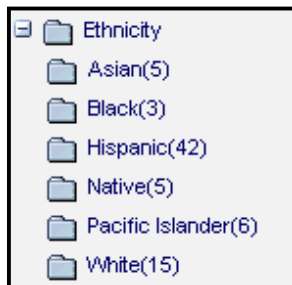 Ethnicity
Asian(5)
Black(3)
Hispanic(42)
Native(5)
Pacific Islander(6)
White(15)